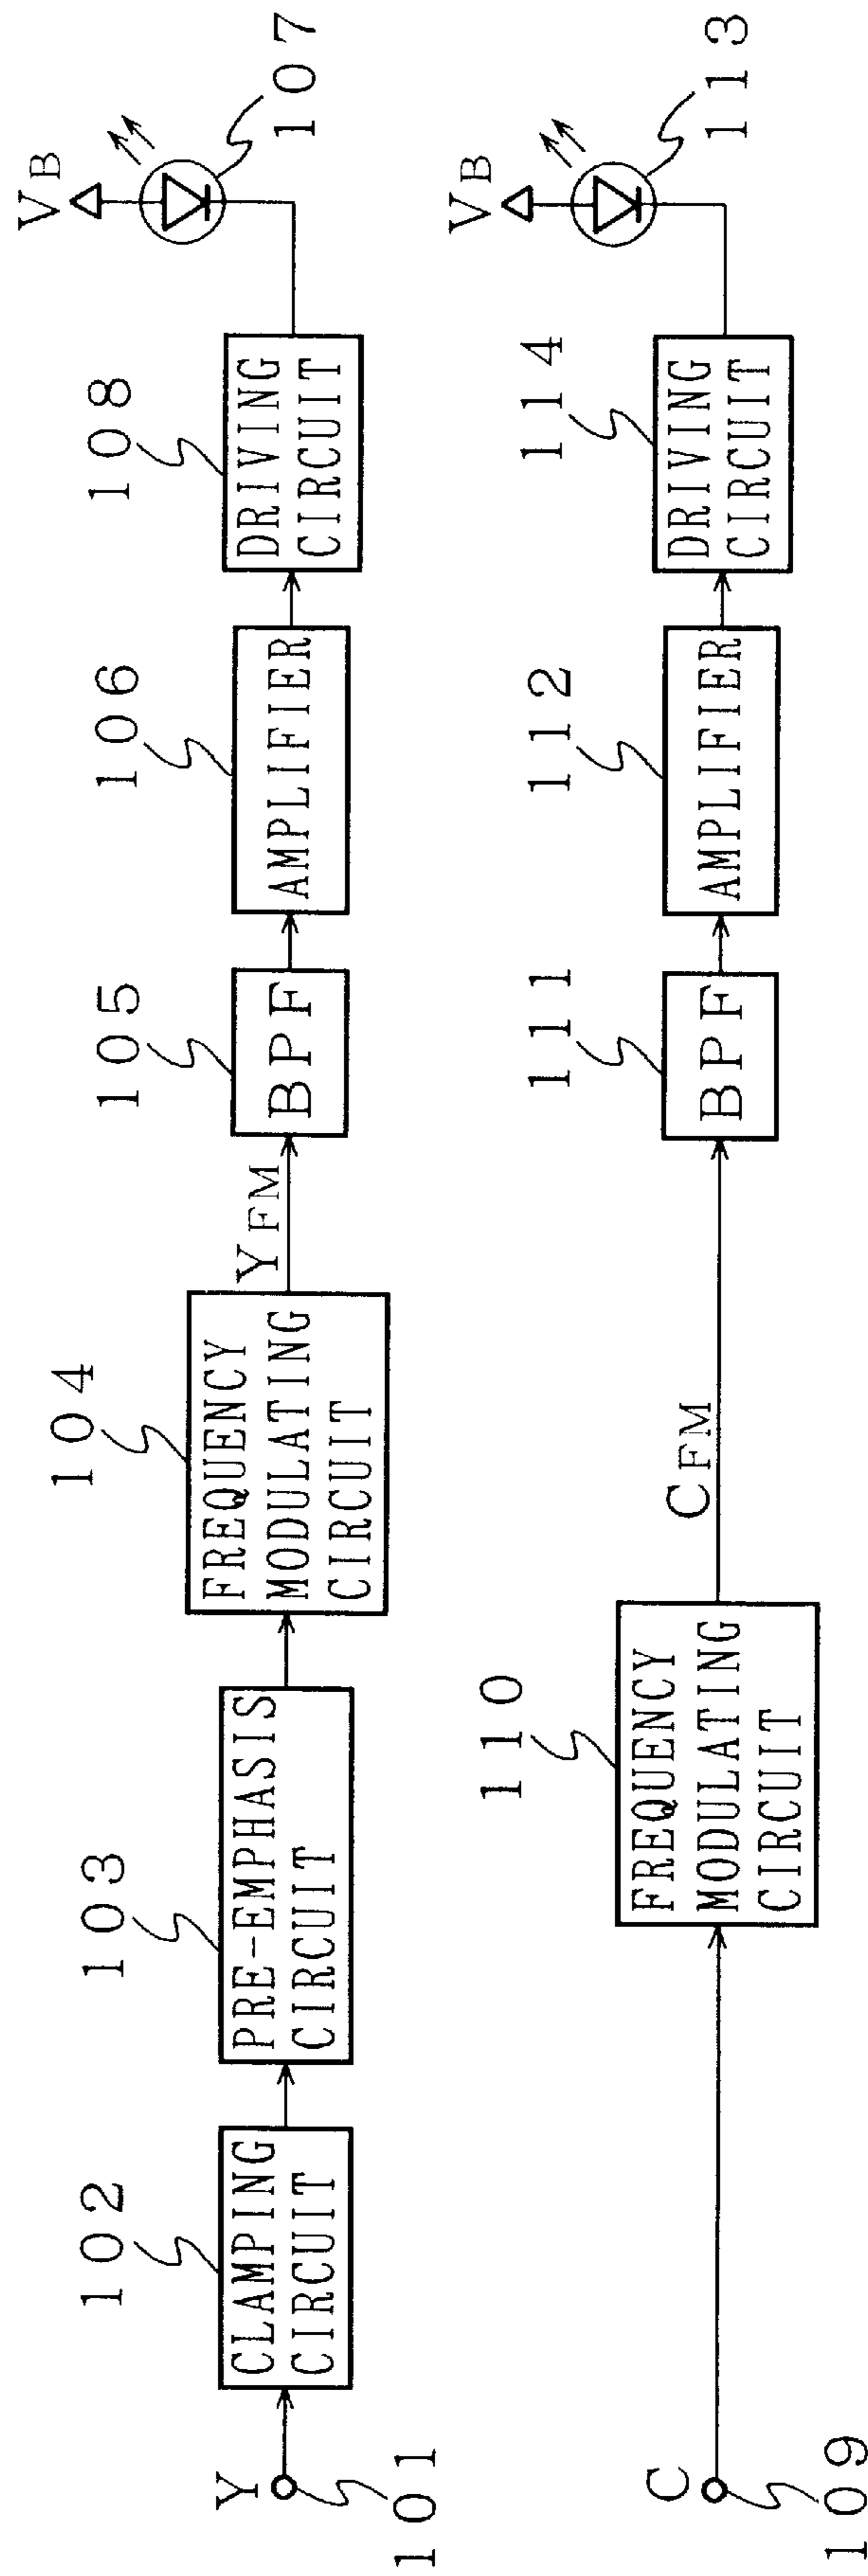 Y
101
102
CLAMPING
CIRCUIT
103
PRE-EMPHASIS
CIRCUIT
104
FREQUENCY
MODULATING
CIRCUIT
YFM
105
BPF
106
AMPLIFIER
108
DRIVING
CIRCUIT
VB
107
C
109
110
FREQUENCY
MODULATING
CIRCUIT
CFM
111
BPF
112
AMPLIFIER
114
DRIVING
CIRCUIT
VB
113